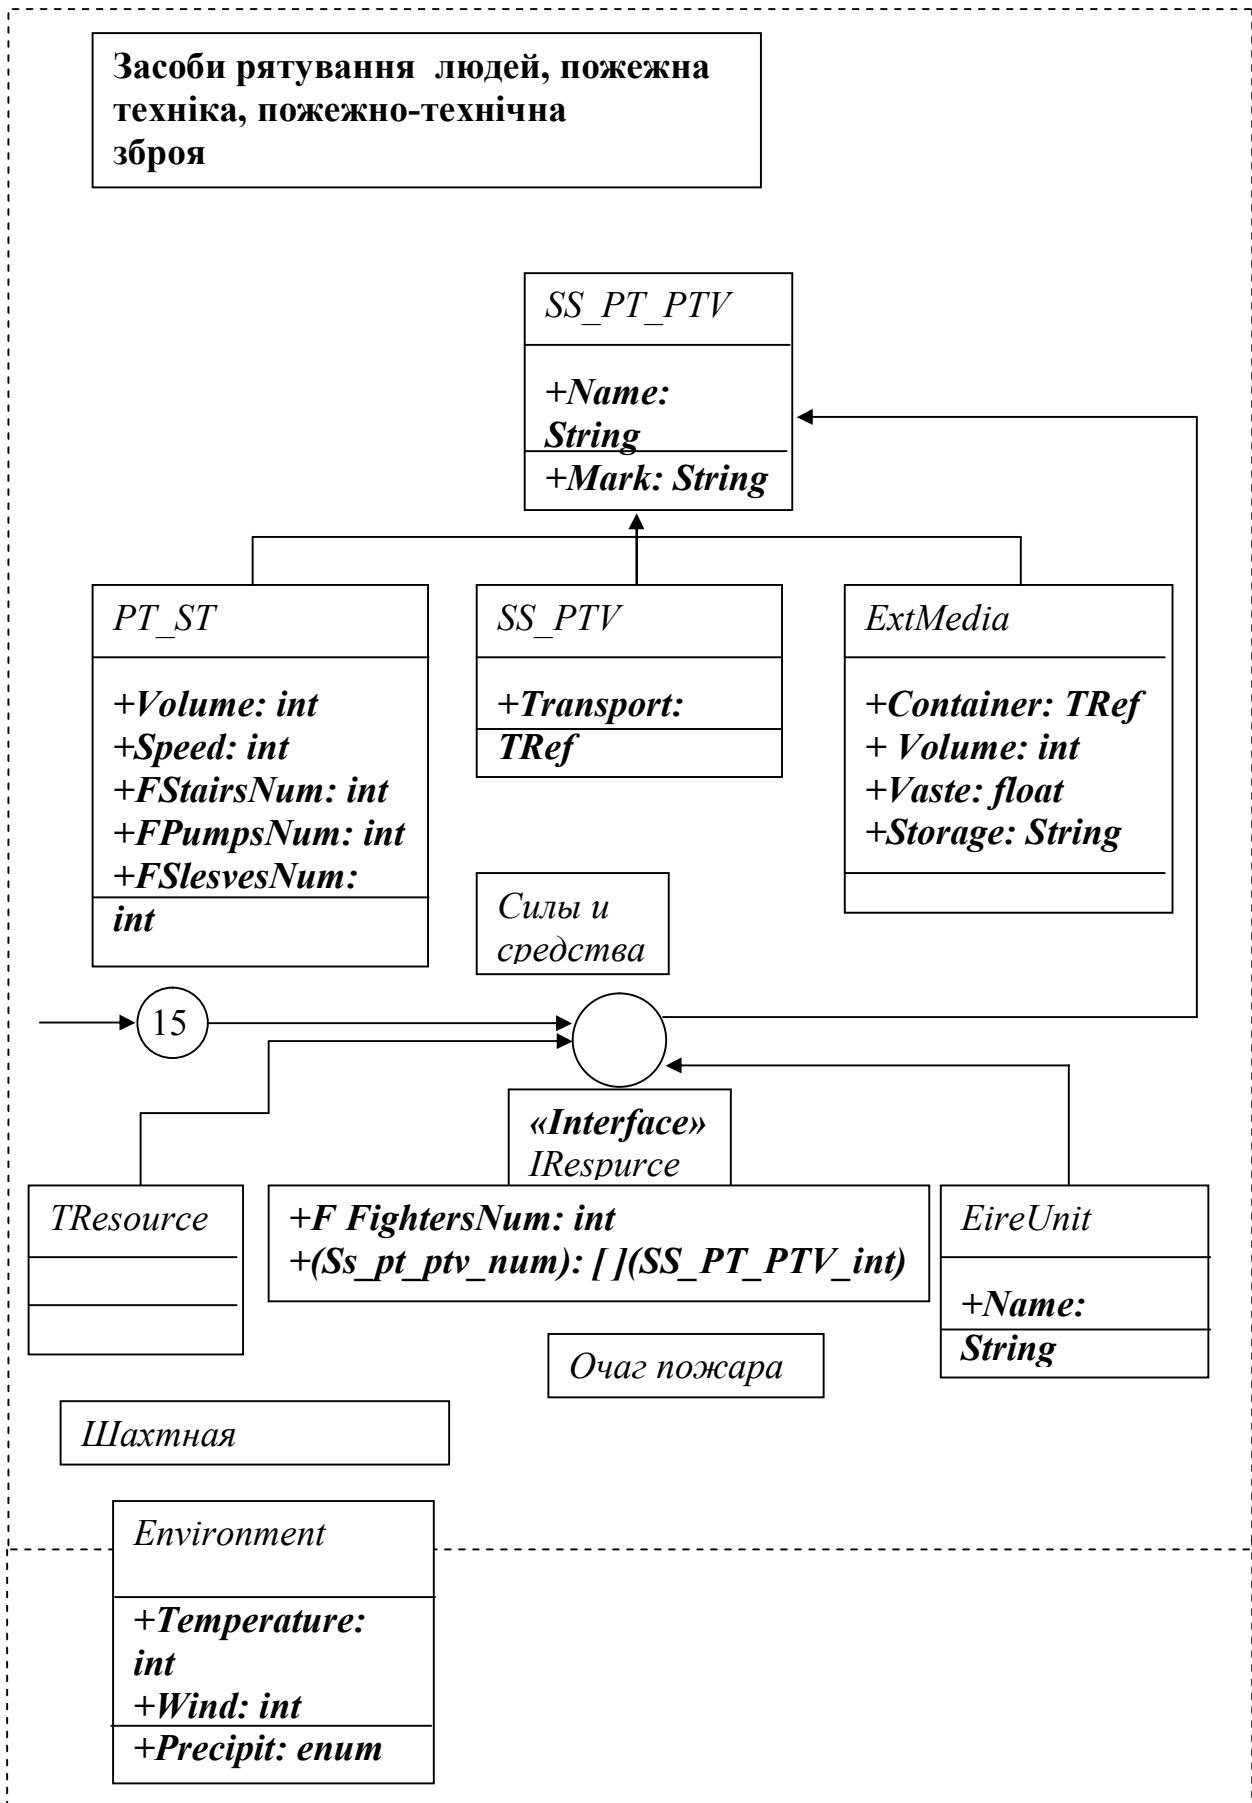 Засоби рятування людей, пожежна
техніка, пожежно-технічна
зброя
SS_PT_PTV
+Name:
String
+Mark: String
PT_ST
+Volume: int
+Speed: int
+FStairsNum: int
+FPumpsNum: int
+FSlesvesNum:
int
SS_PTV
+Transport:
TRef
ExtMedia
+Container: TRef
+ Volume: int
+Vaste: float
+Storage: String
Силы и
средства
15
«Interface»
IRespurce
TResource
+F FightersNum: int
+(Ss_pt_ptv_num): [ ](SS_PT_PTV_int)
EireUnit
+Name:
String
Очаг пожара
Шахтная
Environment
+Temperature:
int
+Wind: int
+Precipit: enum